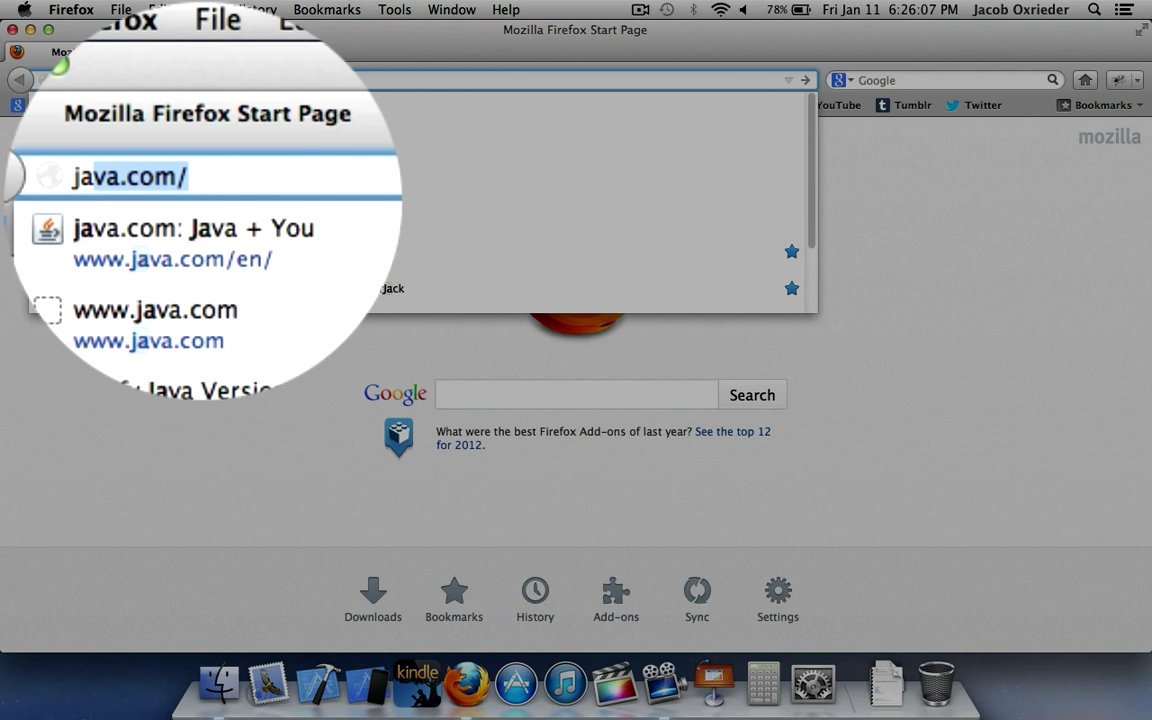 Firefox File Bookmarks Tools Window Help 78% Fri Jan 11 6:26:07 PM Jacob Oxrieder
File
Mozilla Firefox Start Page
Google
YouTube Tumblr Twitter Bookmarks
Mozilla Firefox Start Page
mozilla
java.com/
java.com: Java + You
www.java.com/en/
Jack
www.java.com
www.java.com
Java Versio
Google Search
What were the best Firefox Add-ons of last year? See the top 12
for 2012.
Downloads Bookmarks History Add-ons Sync Settings
kindle